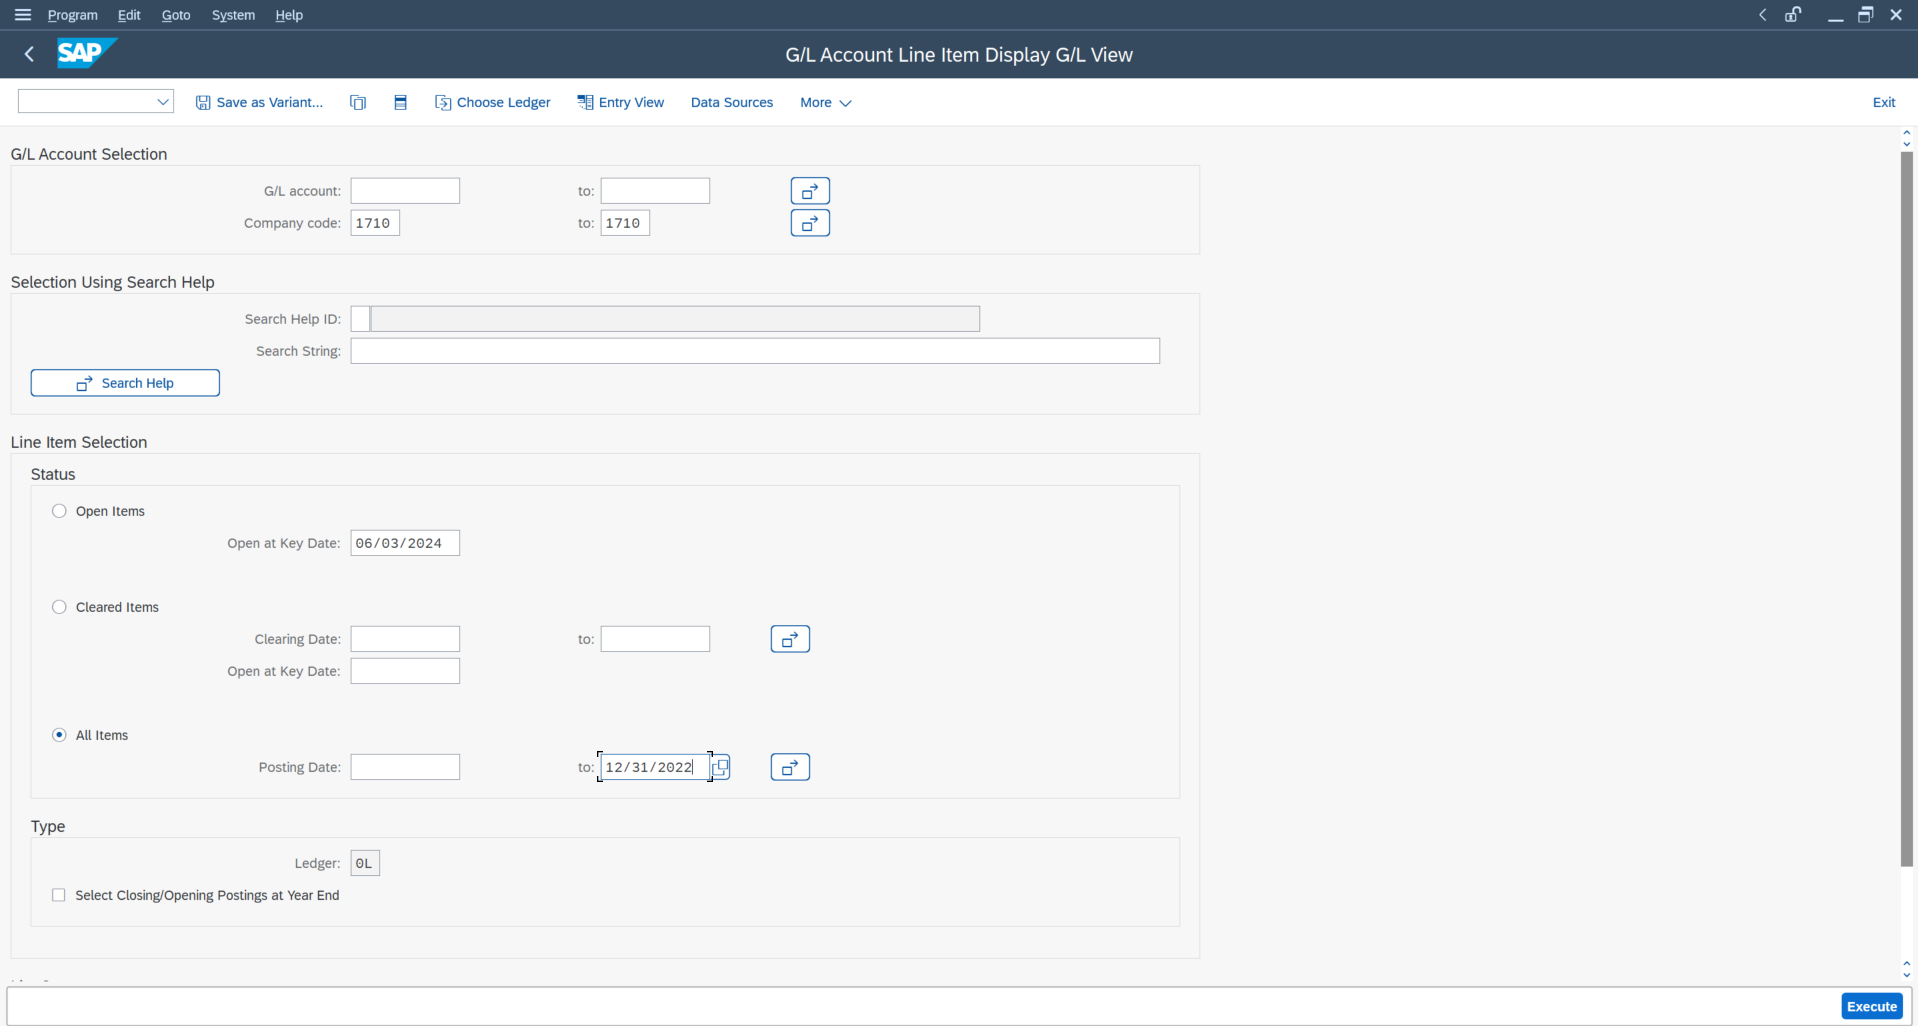 Program Edit Goto System Help
SAP G/L Account Line Item Display G/L View
Save as Variant... Choose Ledger Entry View Data Sources More Exit
G/L Account Selection
G/L account: to:
Company code: 1710 to: 1710
Selection Using Search Help
Search Help ID:
Search String:
Search Help
Line Item Selection
Status
Open Items
Open at Key Date: 06/03/2024
Cleared Items
Clearing Date: to:
Open at Key Date:
All Items
Posting Date: to: 12/31/2022
Type
Ledger: 0L
Select Closing/Opening Postings at Year End
Execute